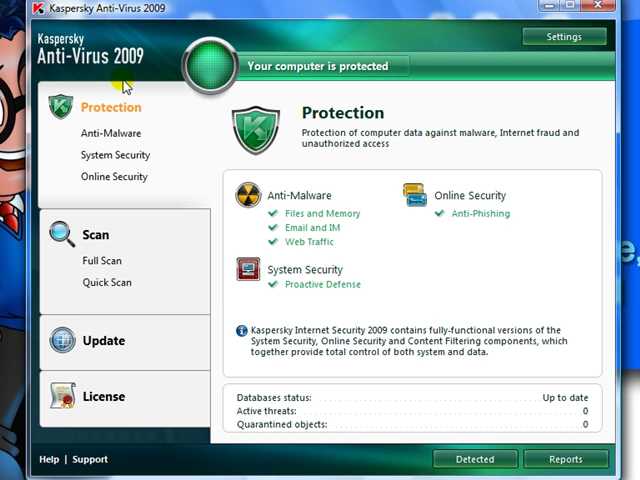 Kaspersky Anti-Virus 2009
Kaspersky
Anti-Virus 2009
Settings
Your computer is protected
Protection
Anti-Malware
System Security
Online Security
Scan
Full Scan
Quick Scan
Update
License
Protection
Protection of computer data against malware, Internet fraud and
unauthorized access
Anti-Malware
Files and Memory
Email and IM
Web Traffic
Online Security
Anti-Phishing
System Security
Proactive Defense
Kaspersky Internet Security 2009 contains fully-functional versions of the
System Security, Online Security and Content Filtering components, which
together provide total control of both system and data.
Databases status: Up to date
Active threats: 0
Quarantined objects: 0
Help | Support
Detected
Reports